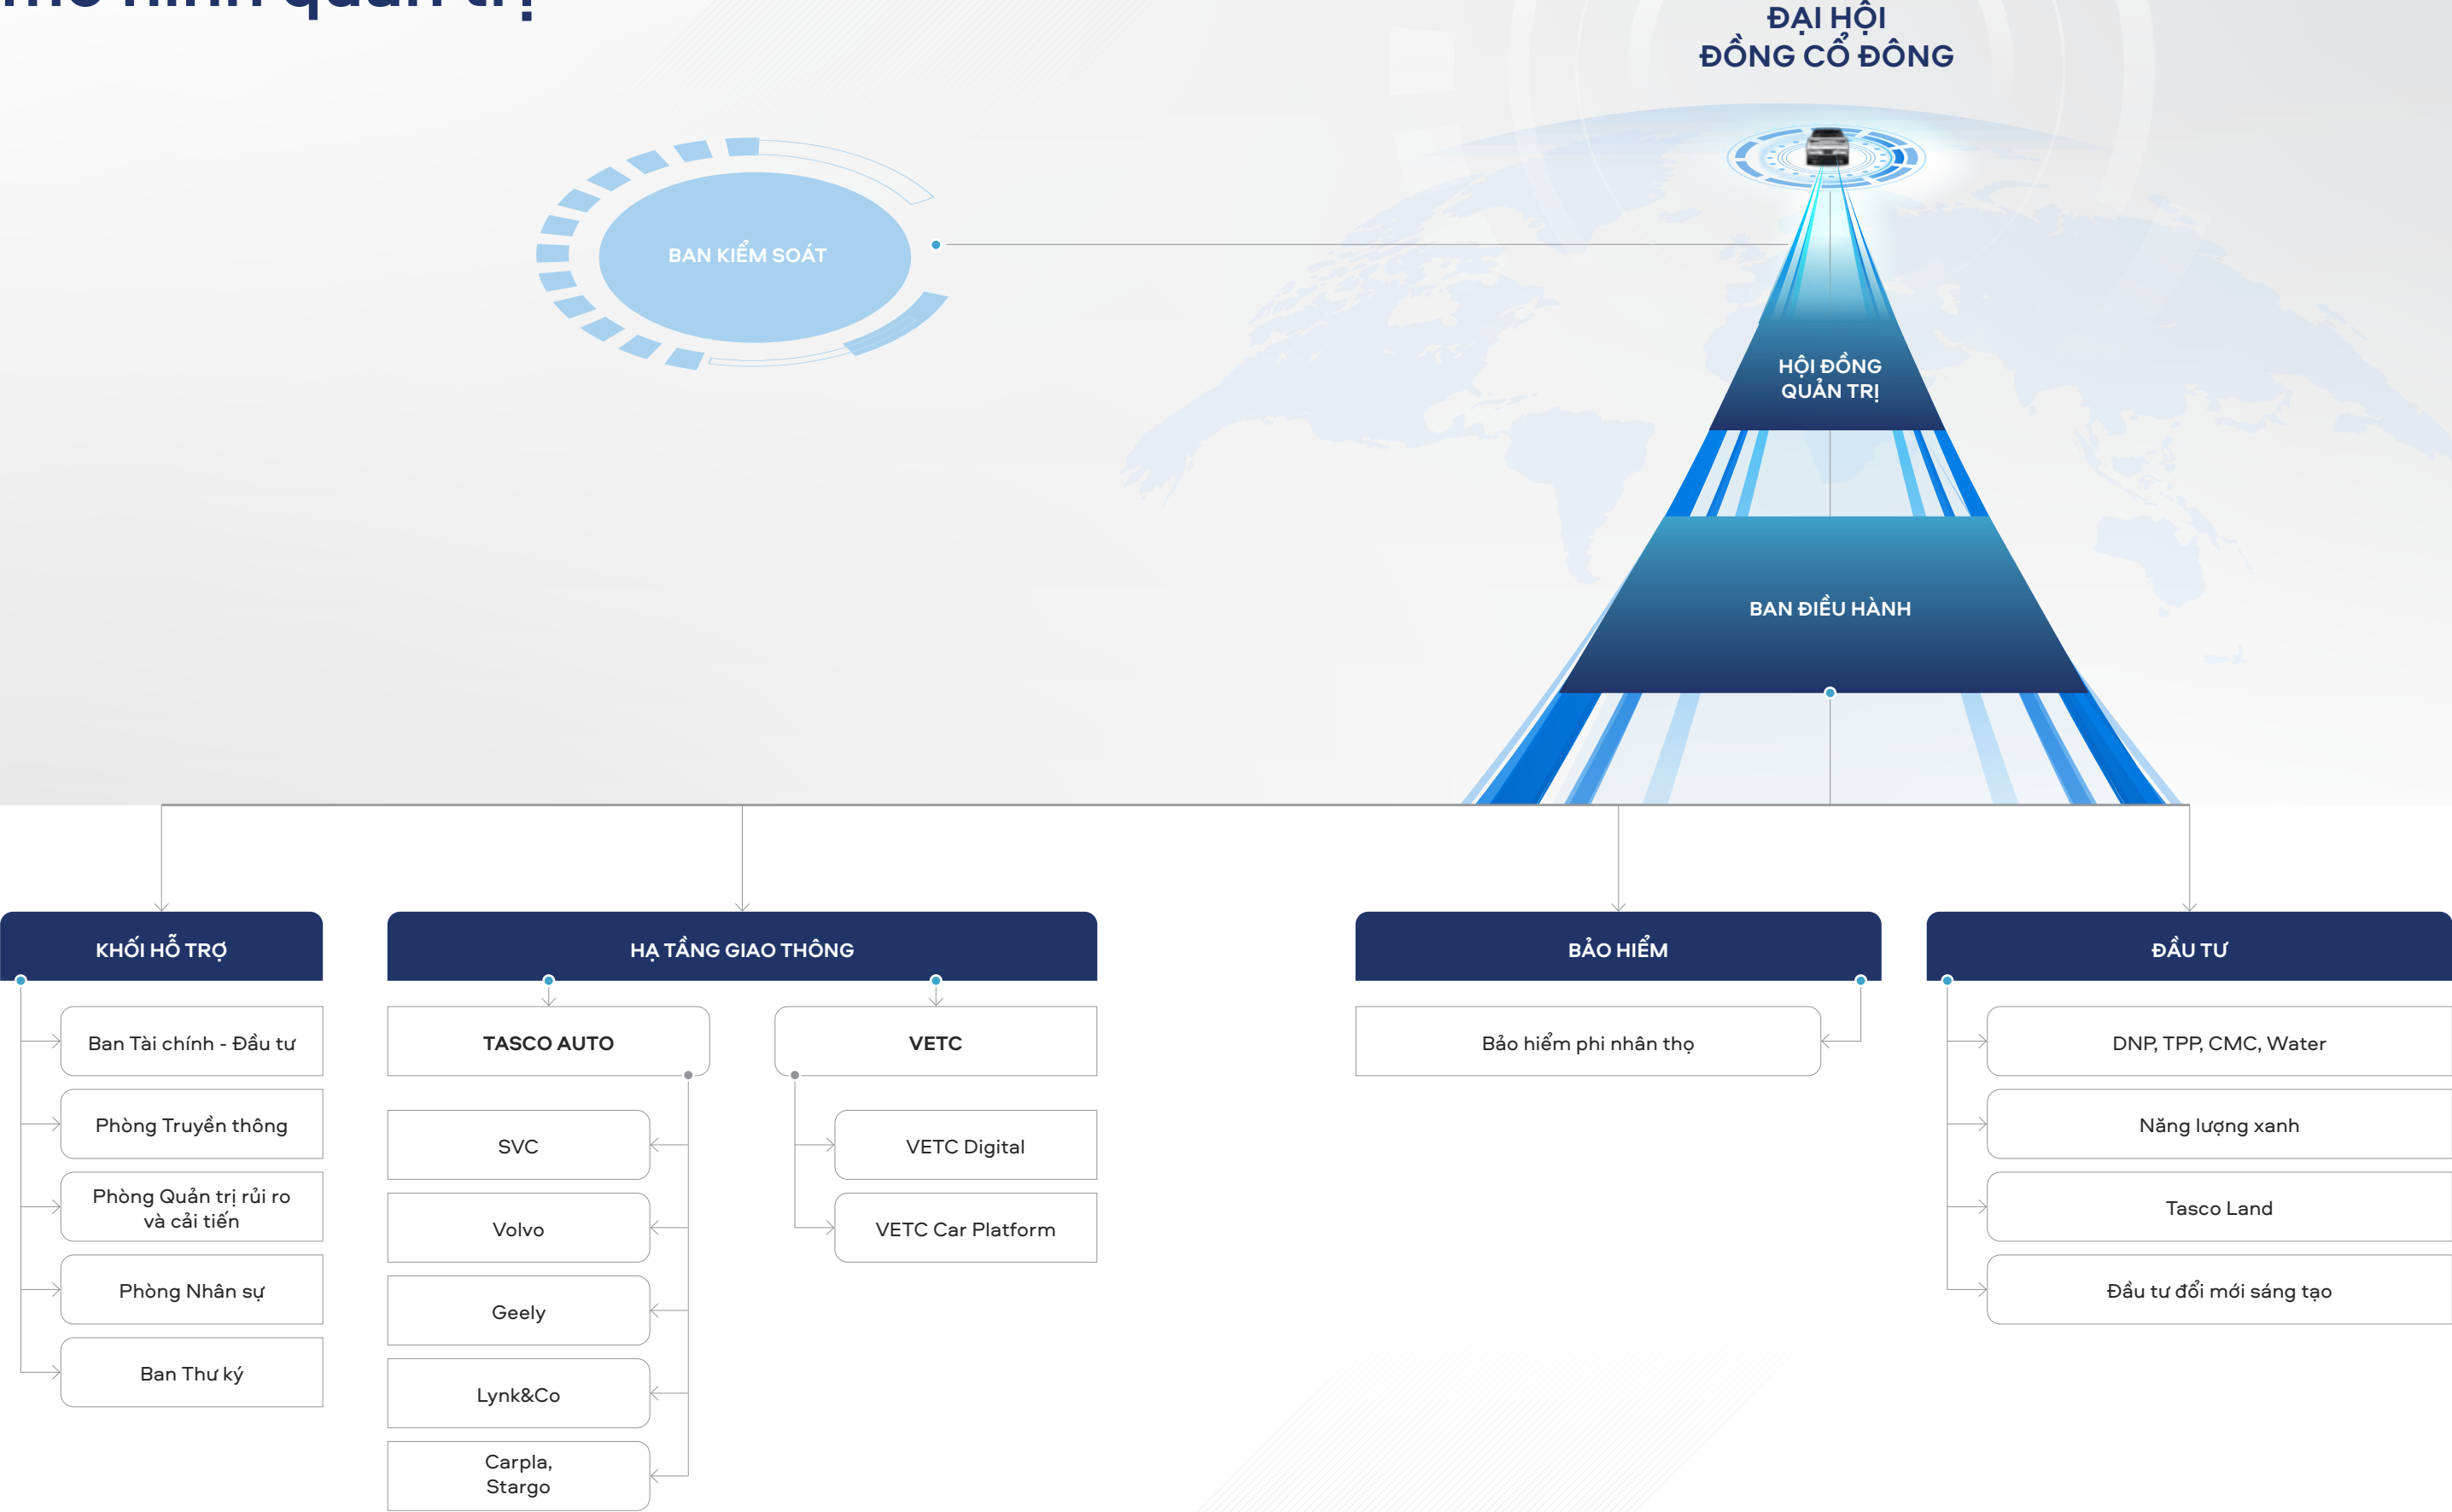 mô hình quản trị
ĐẠI HỘI
ĐỒNG CỔ ĐÔNG
BAN KIỂM SOÁT
HỘI ĐỒNG
QUẢN TRỊ
BAN ĐIỀU HÀNH
KHỐI HỖ TRỢ
Ban Tài chính - Đầu tư
Phòng Truyền thông
Phòng Quản trị rủi ro
và cải tiến
Phòng Nhân sự
Ban Thư ký
HẠ TẦNG GIAO THÔNG
TASCO AUTO
SVC
Volvo
Geely
Lynk&Co
Carpla,
Stargo
VETC
VETC Digital
VETC Car Platform
BẢO HIỂM
Bảo hiểm phi nhân thọ
ĐẦU TƯ
DNP, TPP, CMC, Water
Năng lượng xanh
Tasco Land
Đầu tư đổi mới sáng tạo